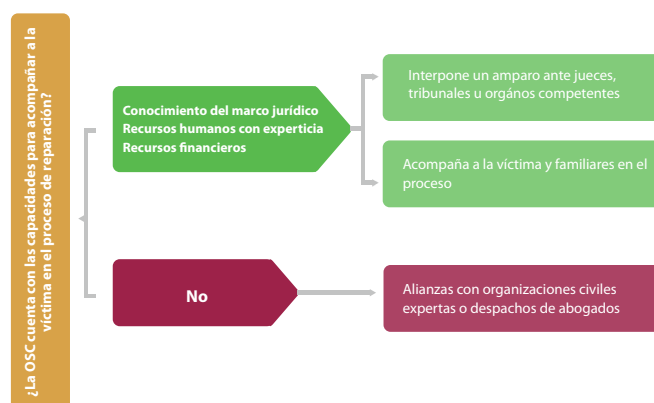 ¿La OSC cuenta con las capacidades para acompañar a la
víctima en el proceso de reparación?
Conocimiento del marco jurídico
Recursos humanos con experticia
Recursos financieros
Interpone un amparo ante jueces,
tribunales u orgános competentes
Acompaña a la víctima y familiares en el
proceso
No
Alianzas con organizaciones civiles
expertas o despachos de abogados